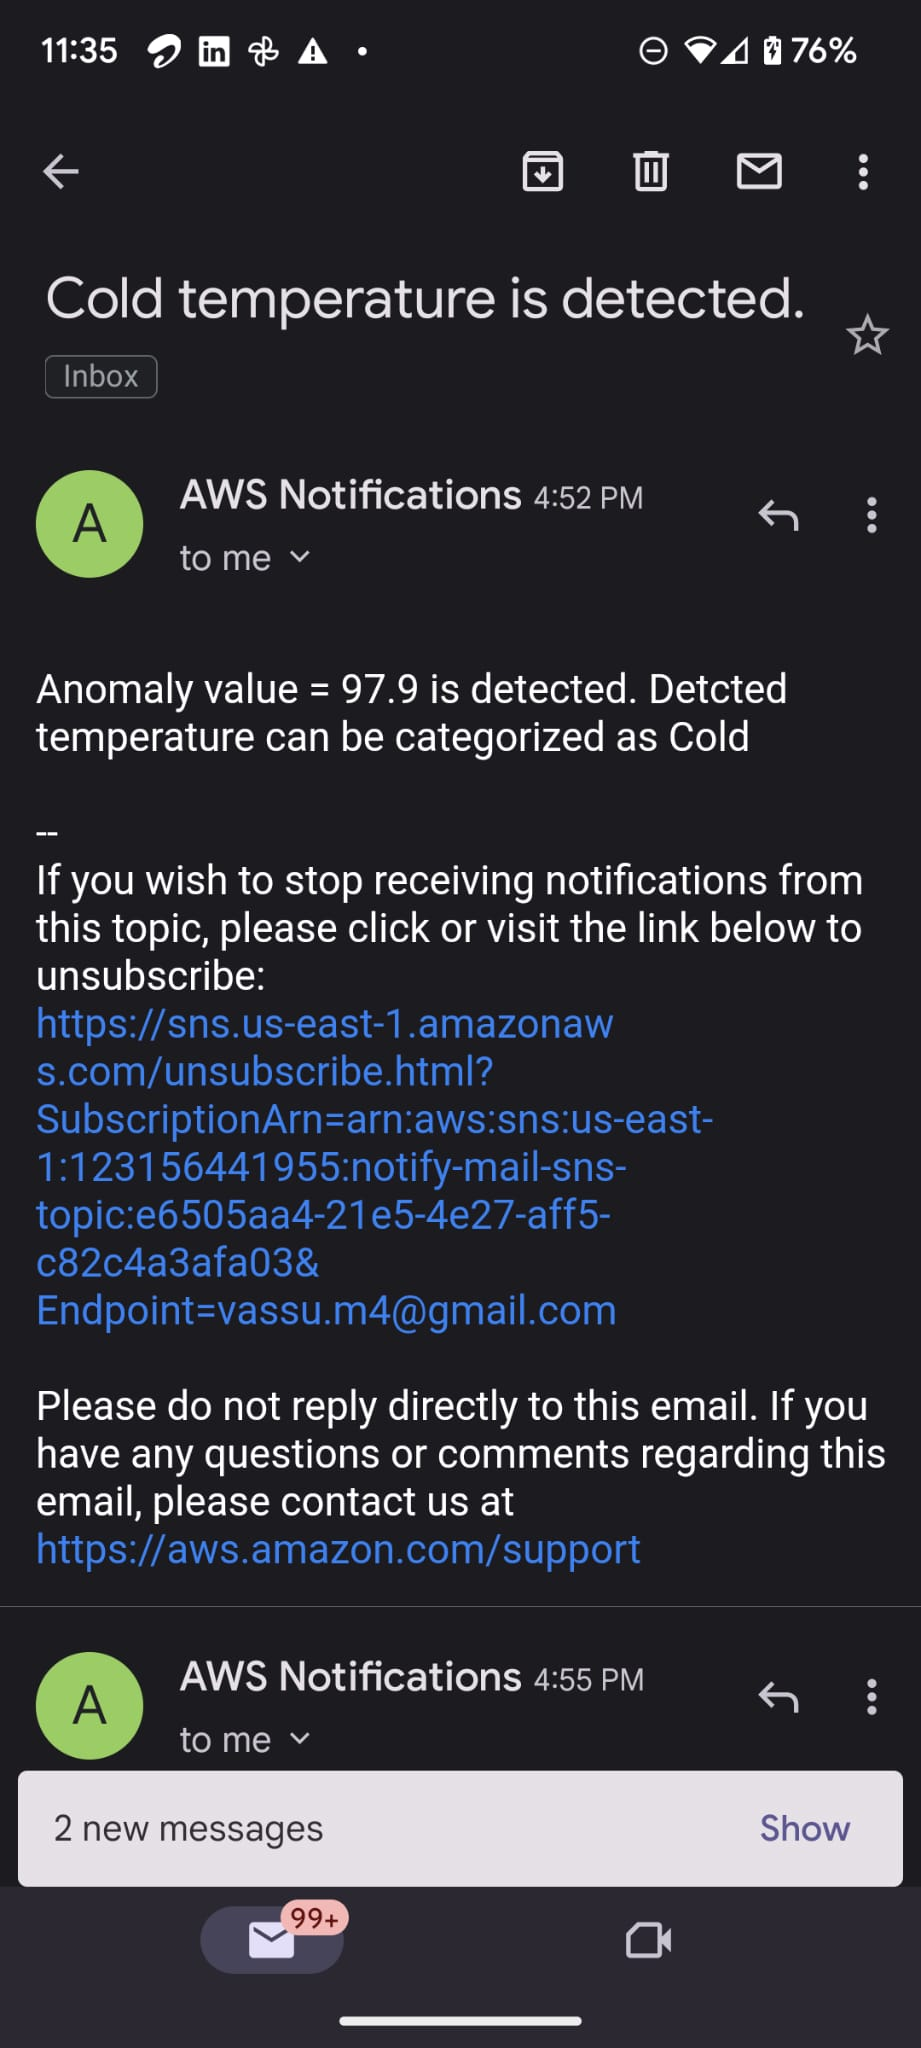 11:35
76%
Cold temperature is detected.
Inbox
A
AWS Notifications 4:52 PM
to me
Anomaly value = 97.9 is detected. Detcted
temperature can be categorized as Cold
--
If you wish to stop receiving notifications from
this topic, please click or visit the link below to
unsubscribe:
https://sns.us-east-1.amazonaw
s.com/unsubscribe.html?
SubscriptionArn=arn:aws:sns:us-east-
1:123156441955:notify-mail-sns-
topic:e6505aa4-21e5-4e27-aff5-
c82c4a3afa03&
Endpoint=vassu.m4@gmail.com
Please do not reply directly to this email. If you
have any questions or comments regarding this
email, please contact us at
https://aws.amazon.com/support
A
AWS Notifications 4:55 PM
to me
2 new messages
Show
99+